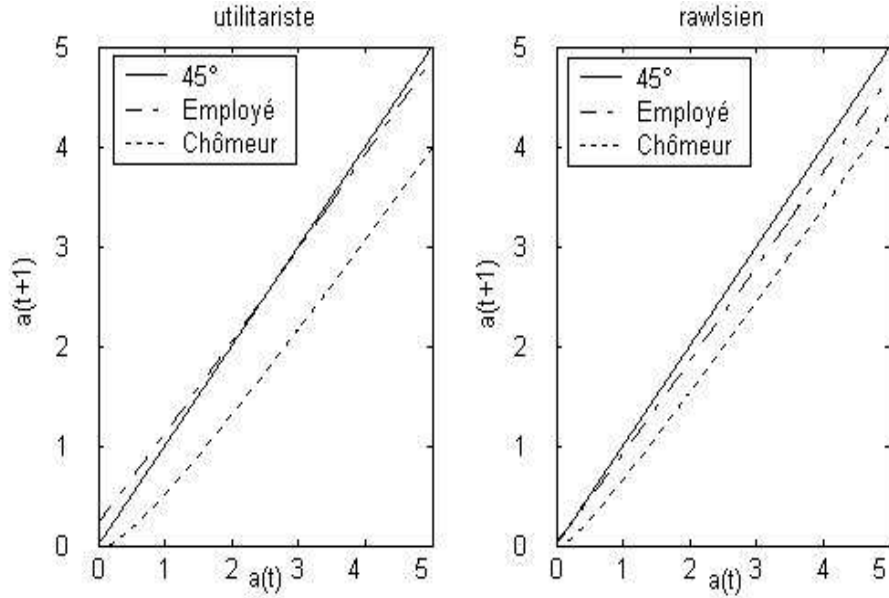 utilitariste
5
4
3
2
1
0
a(t+1)
45°
Employé
Chômeur
0 1 2 3 4 5
a(t)
rawlsien
5
4
3
2
1
0
a(t+1)
45°
Employé
Chômeur
0 1 2 3 4 5
a(t)